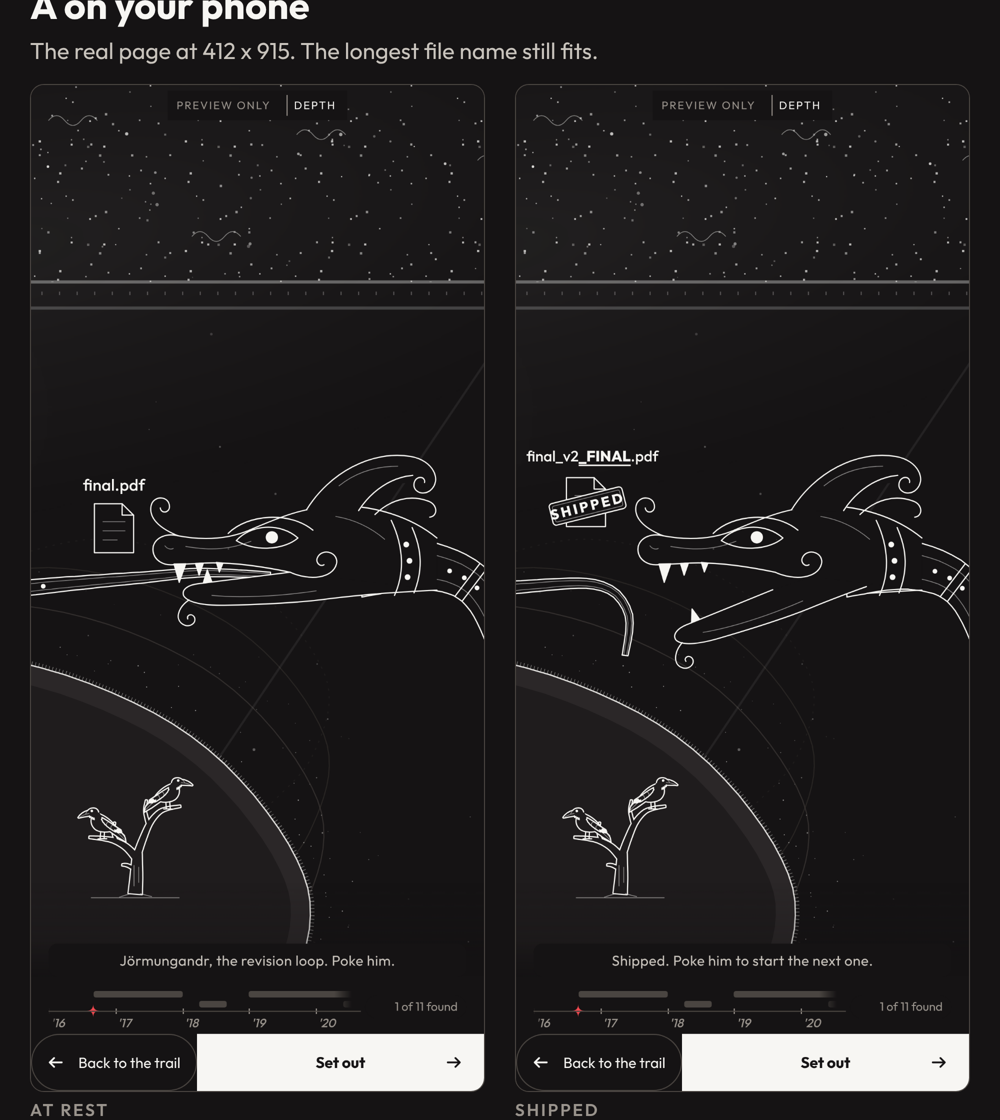 A on your phone
The real page at 412 x 915. The longest file name still fits.
PREVIEW ONLY DEPTH
final.pdf
Jörmungandr, the revision loop. Poke him.
1 of 11 found
'16 '17 '18 '19 '20
← Back to the trail
Set out →
AT REST
PREVIEW ONLY DEPTH
final_v2_FINAL.pdf
SHIPPED
Shipped. Poke him to start the next one.
1 of 11 found
'16 '17 '18 '19 '20
← Back to the trail
Set out →
SHIPPED